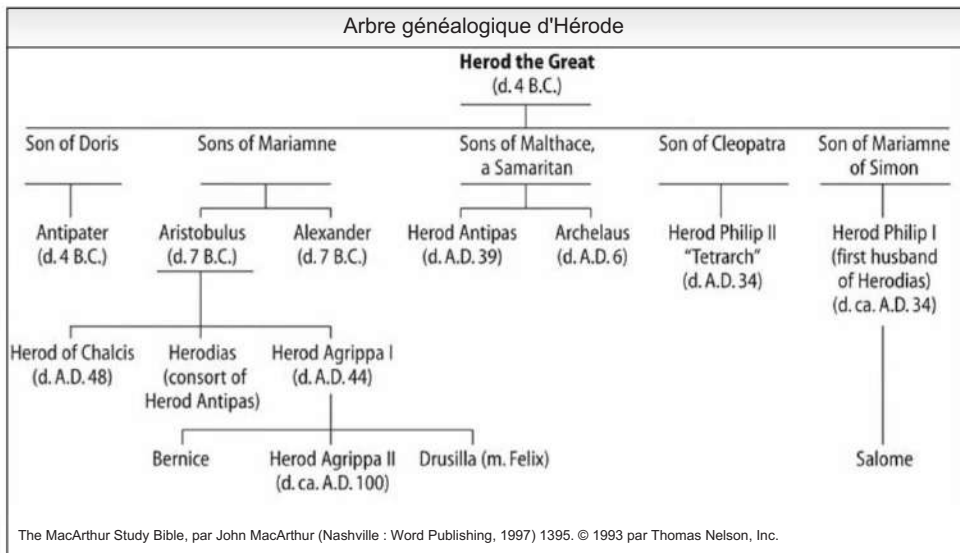 Arbre généalogique d'Hérode
Herod the Great
(d. 4 B.C.)
Son of Doris
Sons of Mariamne
Sons of Malthace,
a Samaritan
Son of Cleopatra
Son of Mariamne
of Simon
Antipater
(d. 4 B.C.)
Aristobulus
(d. 7 B.C.)
Alexander
(d. 7 B.C.)
Herod Antipas
(d. A.D. 39)
Archelaus
(d. A.D. 6)
Herod Philip II
"Tetrarch"
(d. A.D. 34)
Herod Philip I
(first husband
of Herodias)
(d. ca. A.D. 34)
Herod of Chalcis
(d. A.D. 48)
Herodias
(consort of
Herod Antipas)
Herod Agrippa I
(d. A.D. 44)
Bernice
Herod Agrippa II
(d. ca. A.D. 100)
Drusilla (m. Felix)
Salome
The MacArthur Study Bible, par John MacArthur (Nashville : Word Publishing, 1997) 1395. © 1993 par Thomas Nelson, Inc.